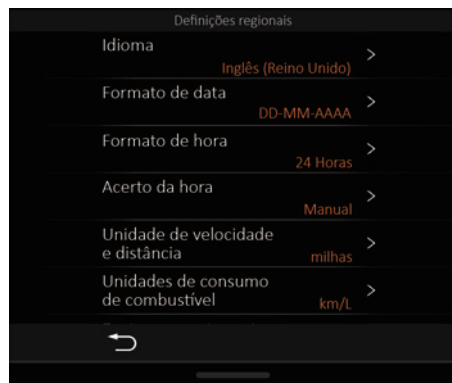 Definições regionais
Idioma
Inglês (Reino Unido)
Formato de data
DD-MM-AAAA
Formato de hora
24 Horas
Acerto da hora
Manual
Unidade de velocidade
e distância
milhas
Unidades de consumo
de combustível
km/L